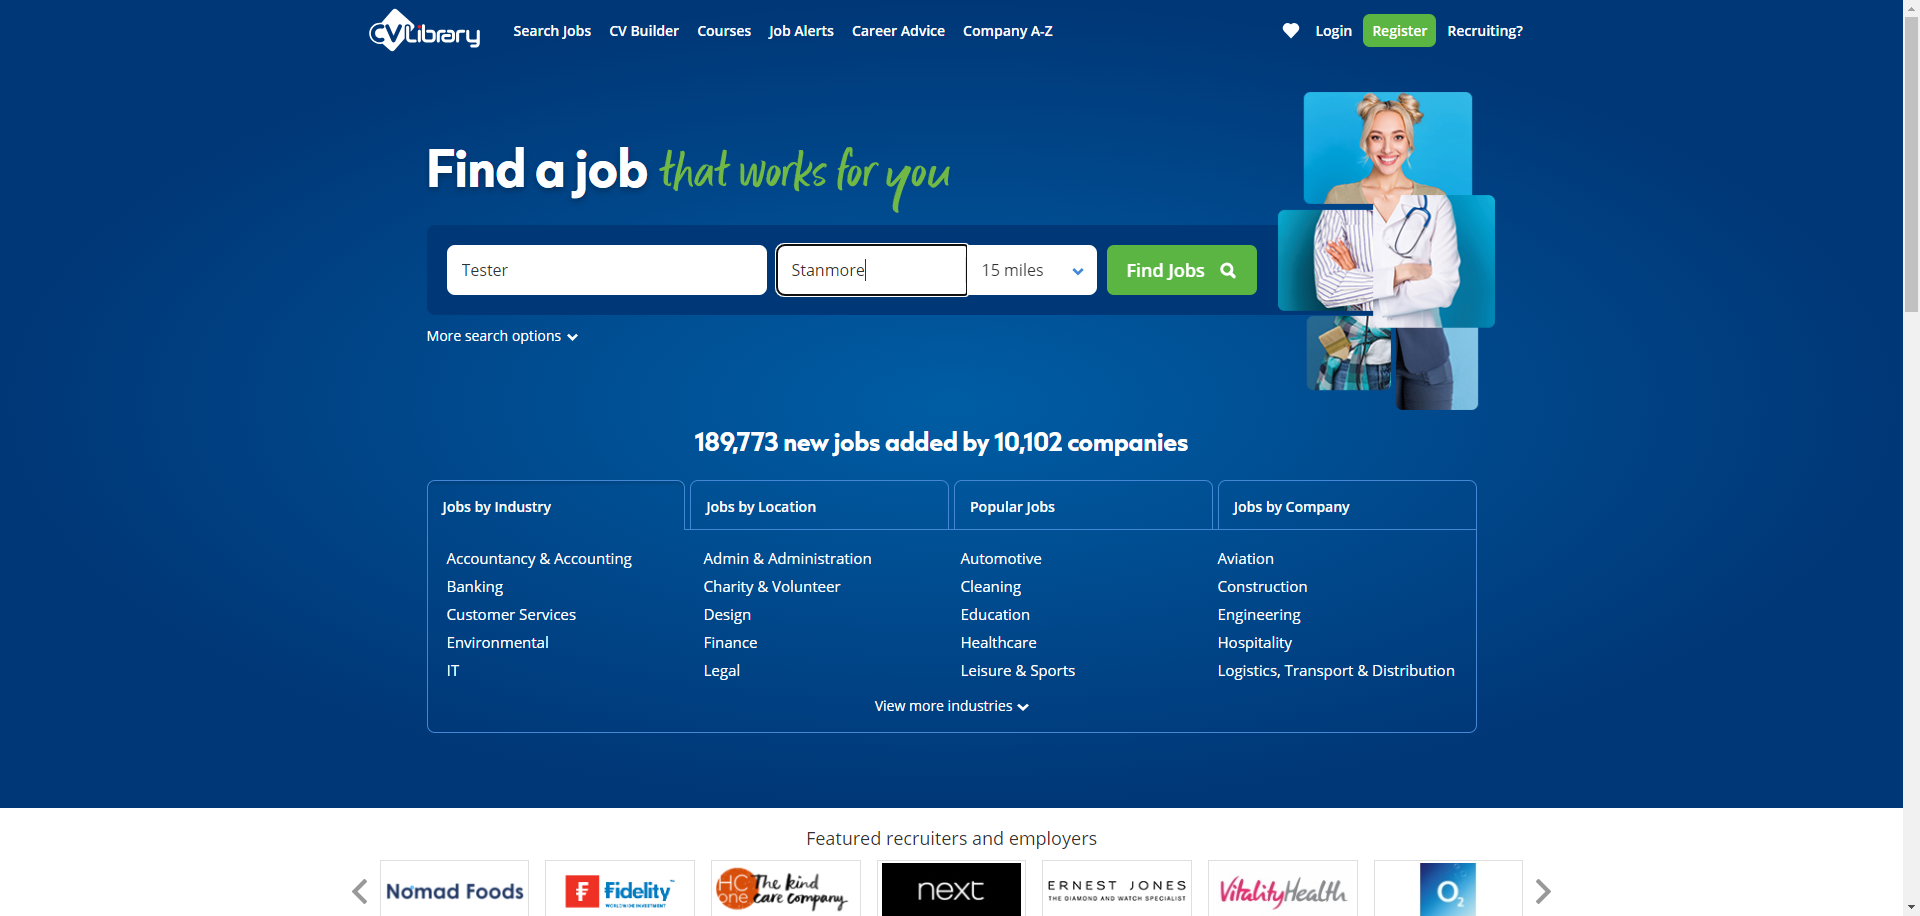 CV Library
Search Jobs CV Builder Courses Job Alerts Career Advice Company A-Z Login Register Recruiting?
Find a job that works for you
Tester Stanmore 15 miles Find Jobs
More search options
189,773 new jobs added by 10,102 companies
Jobs by Industry Jobs by Location Popular Jobs Jobs by Company
Accountancy & Accounting Admin & Administration Automotive Aviation
Banking Charity & Volunteer Cleaning Construction
Customer Services Design Education Engineering
Environmental Finance Healthcare Hospitality
IT Legal Leisure & Sports Logistics, Transport & Distribution
View more industries
Featured recruiters and employers
Nomad Foods Fidelity WORLDWIDE INVESTMENT HC one The kind care company next ERNEST JONES THE DIAMOND AND WATCH SPECIALIST VitalityHealth O2